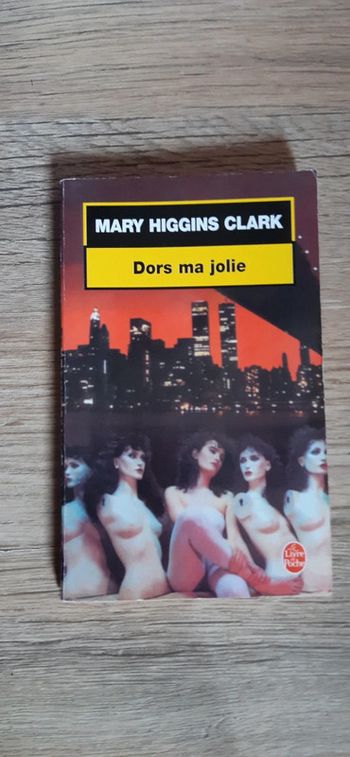 MARY HIGGINS CLARK
Dors ma jolie
Le
Livre
de
Poche